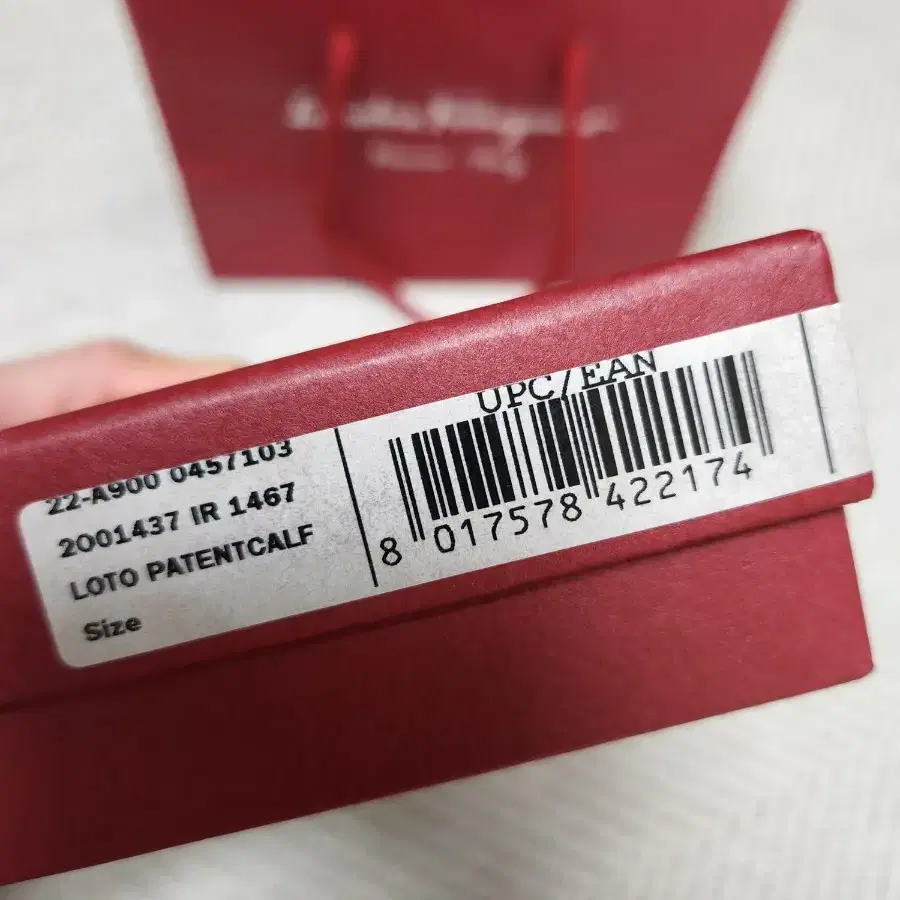 22-A900 0457103
2001437 IR 1467
LOTO PATENTCALF
Size
UPC/EAN
8 017578 422174